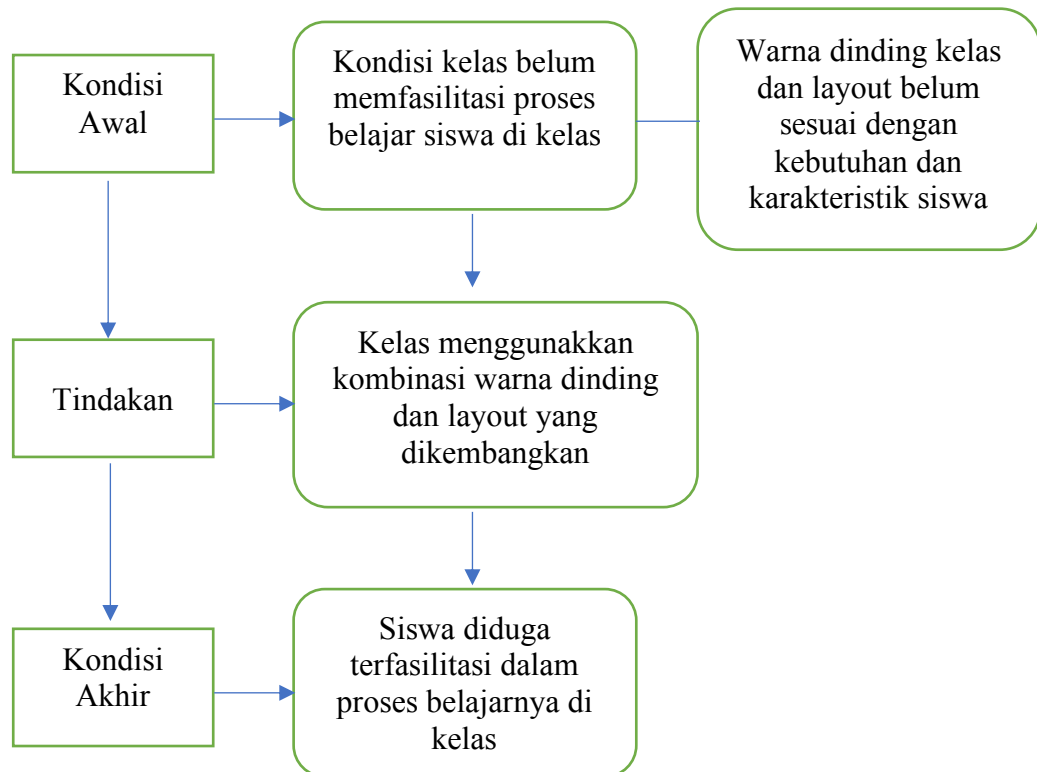 Kondisi
Awal
Kondisi kelas belum
memfasilitasi proses
belajar siswa di kelas
Warna dinding kelas
dan layout belum
sesuai dengan
kebutuhan dan
karakteristik siswa
Tindakan
Kelas menggunakkan
kombinasi warna dinding
dan layout yang
dikembangkan
Kondisi
Akhir
Siswa diduga
terfasilitasi dalam
proses belajarnya di
kelas